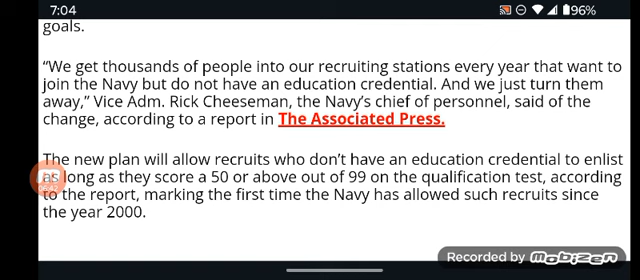 7:04
96%
goals.
“We get thousands of people into our recruiting stations every year that want to
join the Navy but do not have an education credential. And we just turn them
away,” Vice Adm. Rick Cheeseman, the Navy’s chief of personnel, said of the
change, according to a report in The Associated Press.
The new plan will allow recruits who don’t have an education credential to enlist
as long as they score a 50 or above out of 99 on the qualification test, according
to the report, marking the first time the Navy has allowed such recruits since
the year 2000.
06:42
Recorded by Mobizen